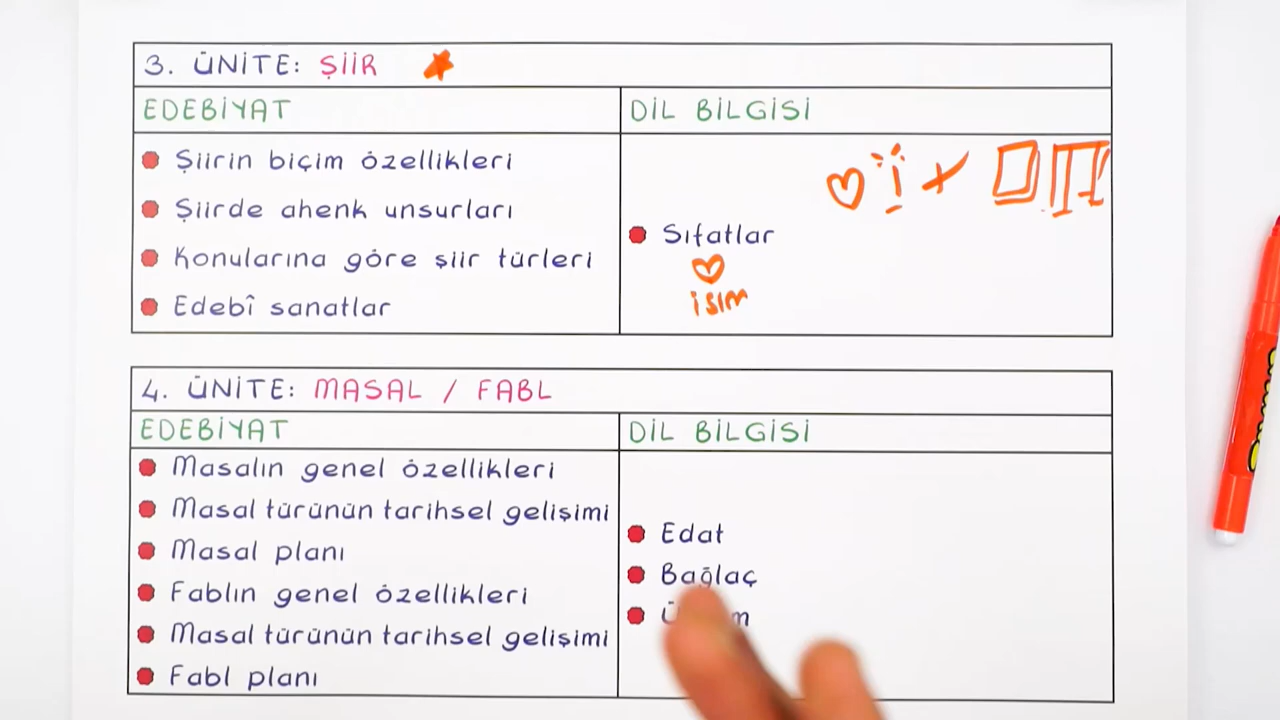 3. ÜNİTE: ŞİİR
EDEBİYAT
DİL BİLGİSİ
Şiirin biçim özellikleri
Şiirde ahenk unsurları
Konularına göre şiir türleri
Edebî sanatlar
Sıfatlar
isim
4. ÜNİTE: MASAL / FABL
EDEBİYAT
DİL BİLGİSİ
Masalın genel özellikleri
Masal türünün tarihsel gelişimi
Masal planı
Fablın genel özellikleri
Masal türünün tarihsel gelişimi
Fabl planı
Edat
Bağlaç